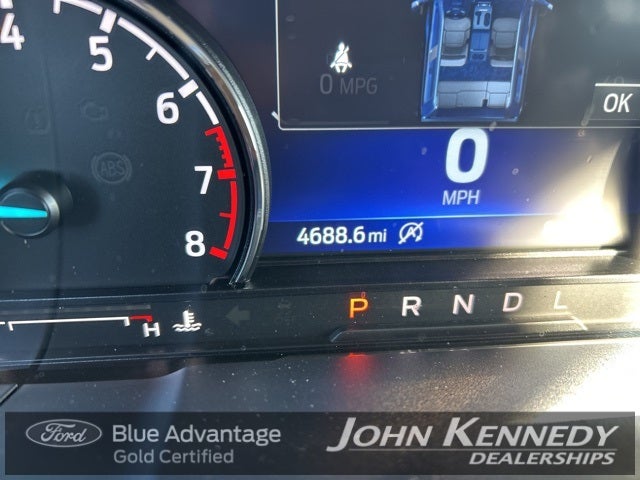 4
5
6
7
8
ABS
0 MPG
OK
0
MPH
4688.6 mi
A
H
P R N D L
Ford
Blue Advantage
Gold Certified
JOHN KENNEDY
DEALERSHIPS